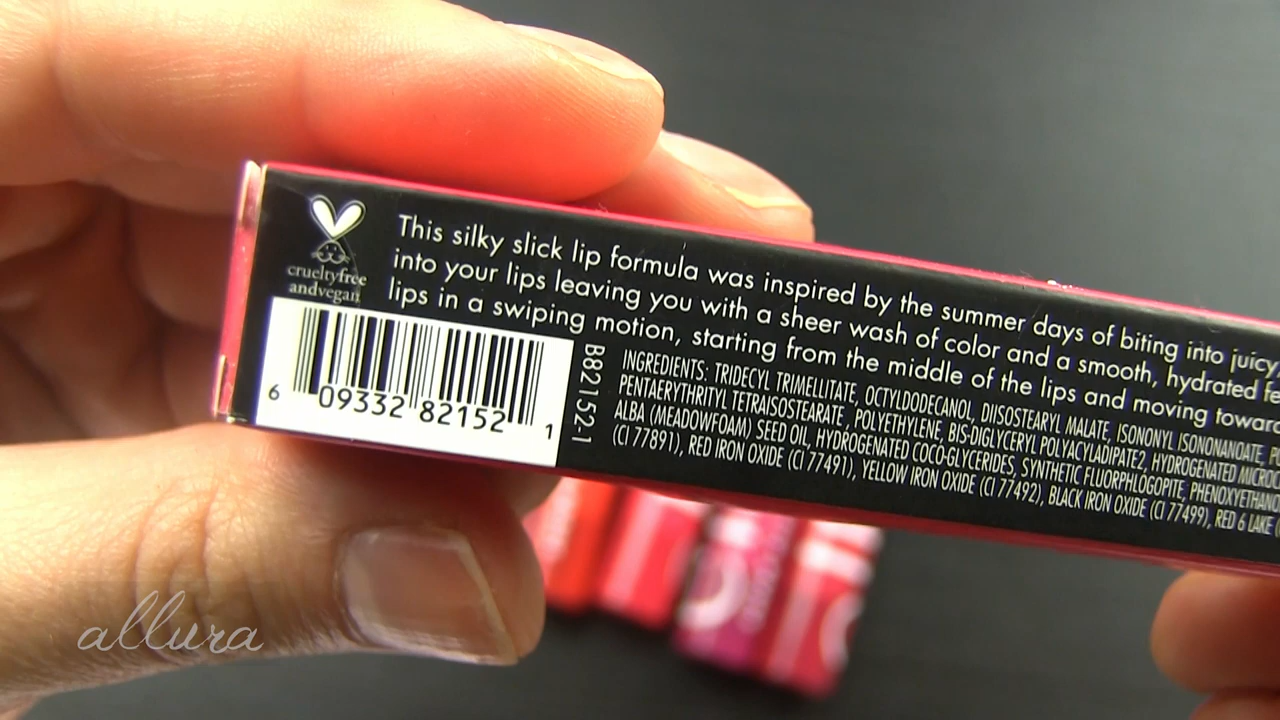 crueltyfree
andvegan
This silky slick lip formula was inspired by the summer days of biting into juicy,
into your lips leaving you with a sheer wash of color and a smooth, hydrated fe
lips in a swiping motion, starting from the middle of the lips and moving toward
6 09332 82152 1
B82152-1
INGREDIENTS: TRIDECYL TRIMELLITATE, OCTYLDODECANOL, DIISOSTEARYL MALATE, ISONONYL ISONONANOATE, PO
PENTAERYTHRITYL TETRAISOSTEARATE, POLYETHYLENE, BIS-DIGLYCERYL POLYACYLADIPATE2, HYDROGENATED MICROC
ALBA (MEADOWFOAM) SEED OIL, HYDROGENATED COCO-GLYCERIDES, SYNTHETIC FLUORPHLOGOPITE, PHENOXYETHANO
(CI 77891), RED IRON OXIDE (CI 77491), YELLOW IRON OXIDE (CI 77492), BLACK IRON OXIDE (CI 77499), RED 6 LAKE (
allura